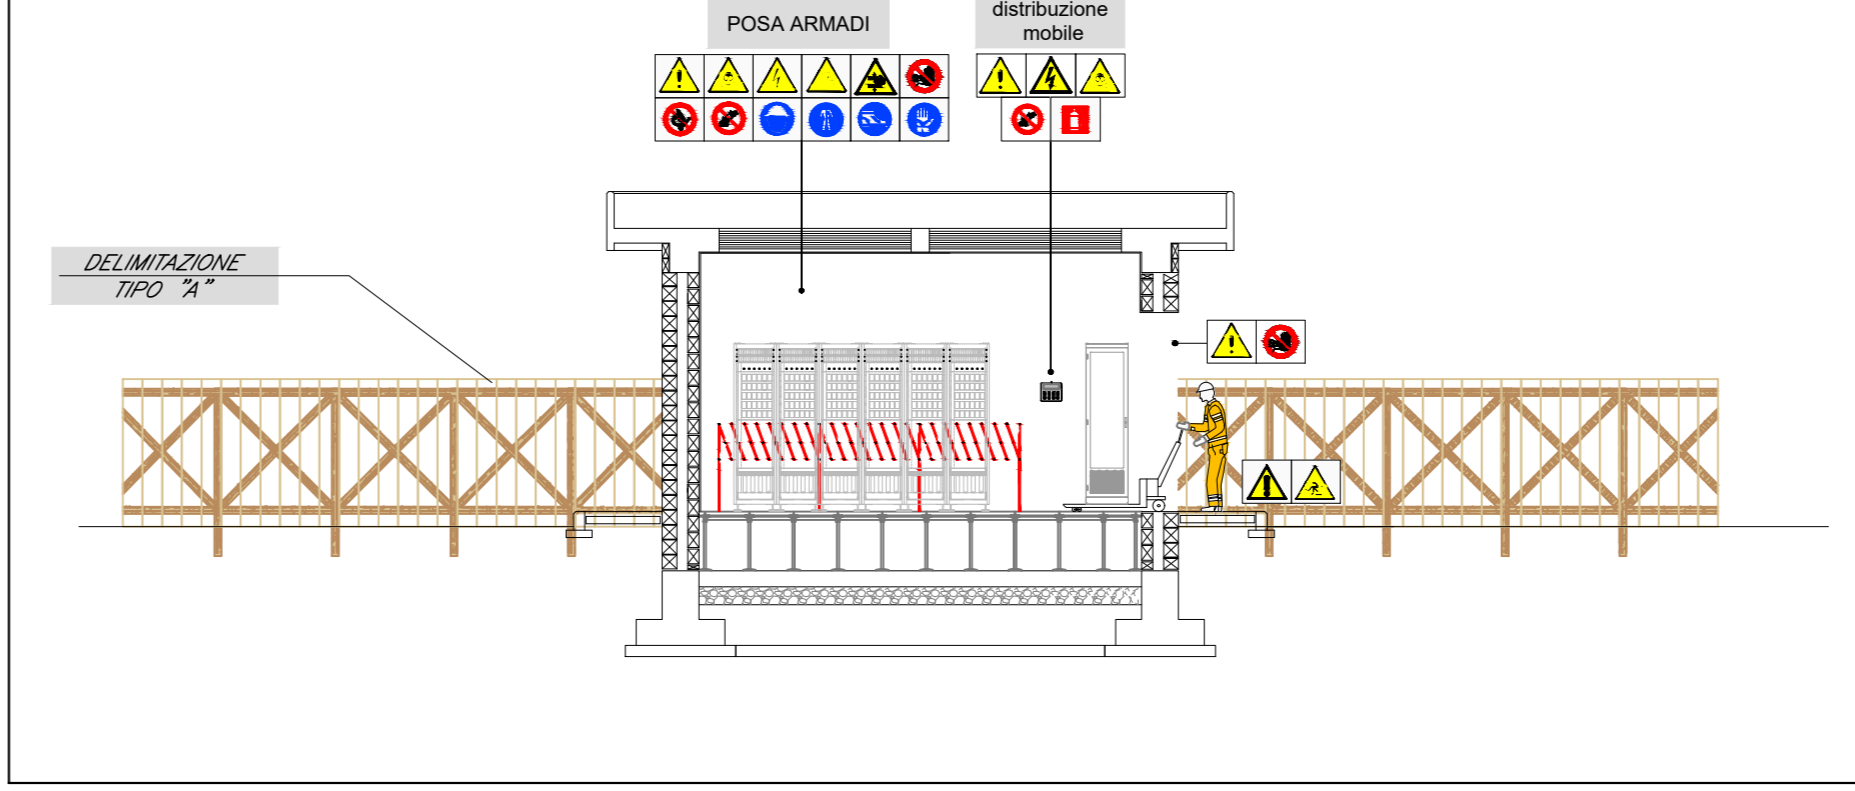 POSA ARMADI
distribuzione
mobile
DELIMITAZIONE
TIPO "A"